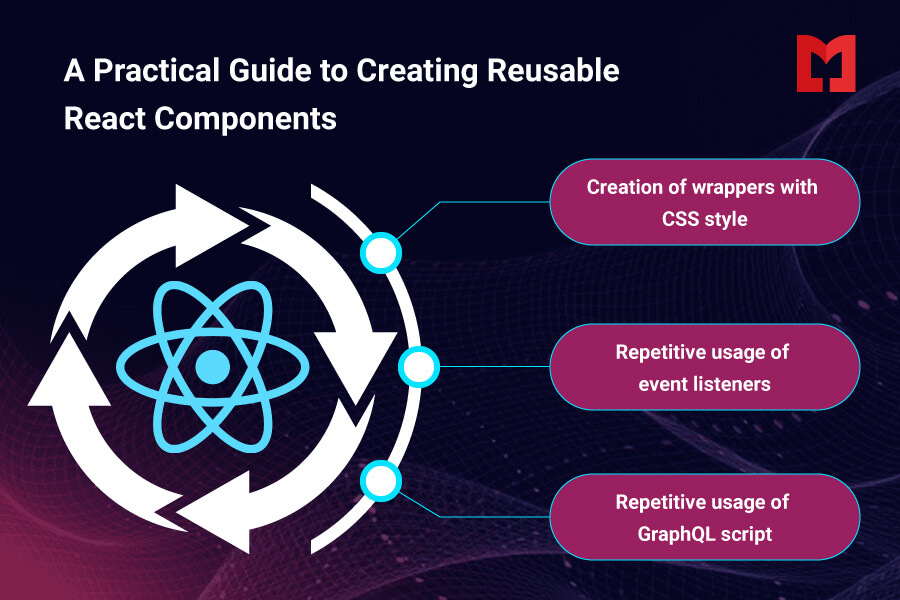 A Practical Guide to Creating Reusable
React Components
Creation of wrappers with
CSS style
Repetitive usage of
event listeners
Repetitive usage of
GraphQL script